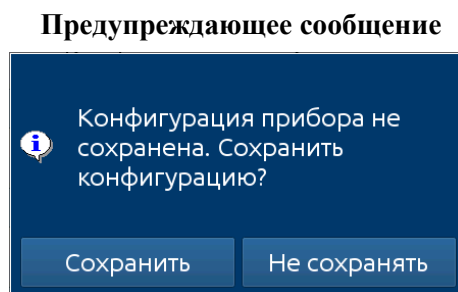 Предупреждающее сообщение
Конфигурация прибора не
сохранена. Сохранить
конфигурацию?
Сохранить
Не сохранять